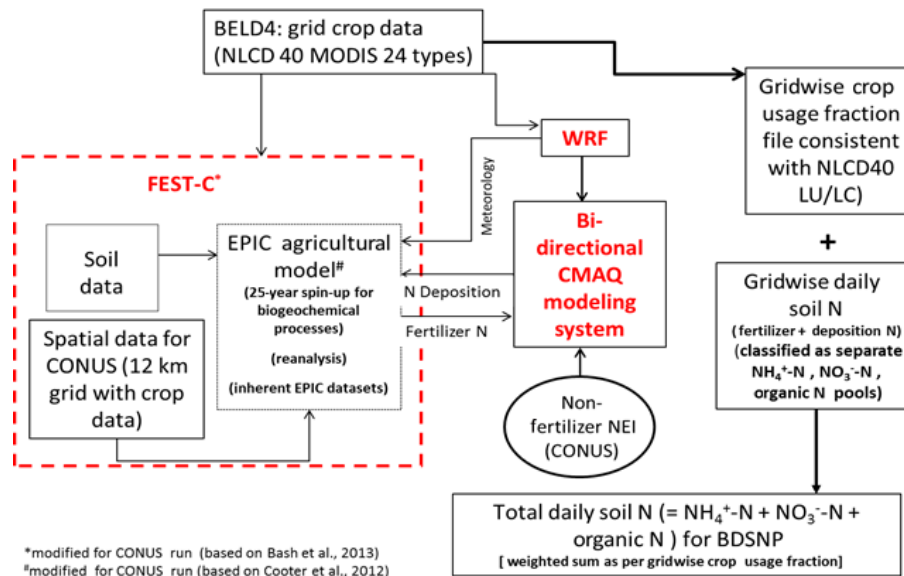 BELD4: grid crop data
(NLCD 40 MODIS 24 types)
Gridwise crop
usage fraction
file consistent
with NLCD40
LU/LC)
WRF
Meteorology
FEST-C*
Soil
data
EPIC agricultural
model#
(25-year spin-up for
biogeochemical
processes)
(reanalysis)
(inherent EPIC datasets)
Spatial data for
CONUS (12 km
grid with crop
data)
N Deposition
Fertilizer N
Bi-
directional
CMAQ
modeling
system
Non-
fertilizer NEI
(CONUS)
+
Gridwise daily
soil N
(fertilizer + deposition N)
(classified as separate
NH₄⁺-N , NO₃⁻-N ,
organic N pools)
Total daily soil N (= NH₄⁺-N + NO₃⁻-N +
organic N ) for BDSNP
[ weighted sum as per gridwise crop usage fraction]
*modified for CONUS run (based on Bash et al., 2013)
#modified for CONUS run (based on Cooter et al., 2012)